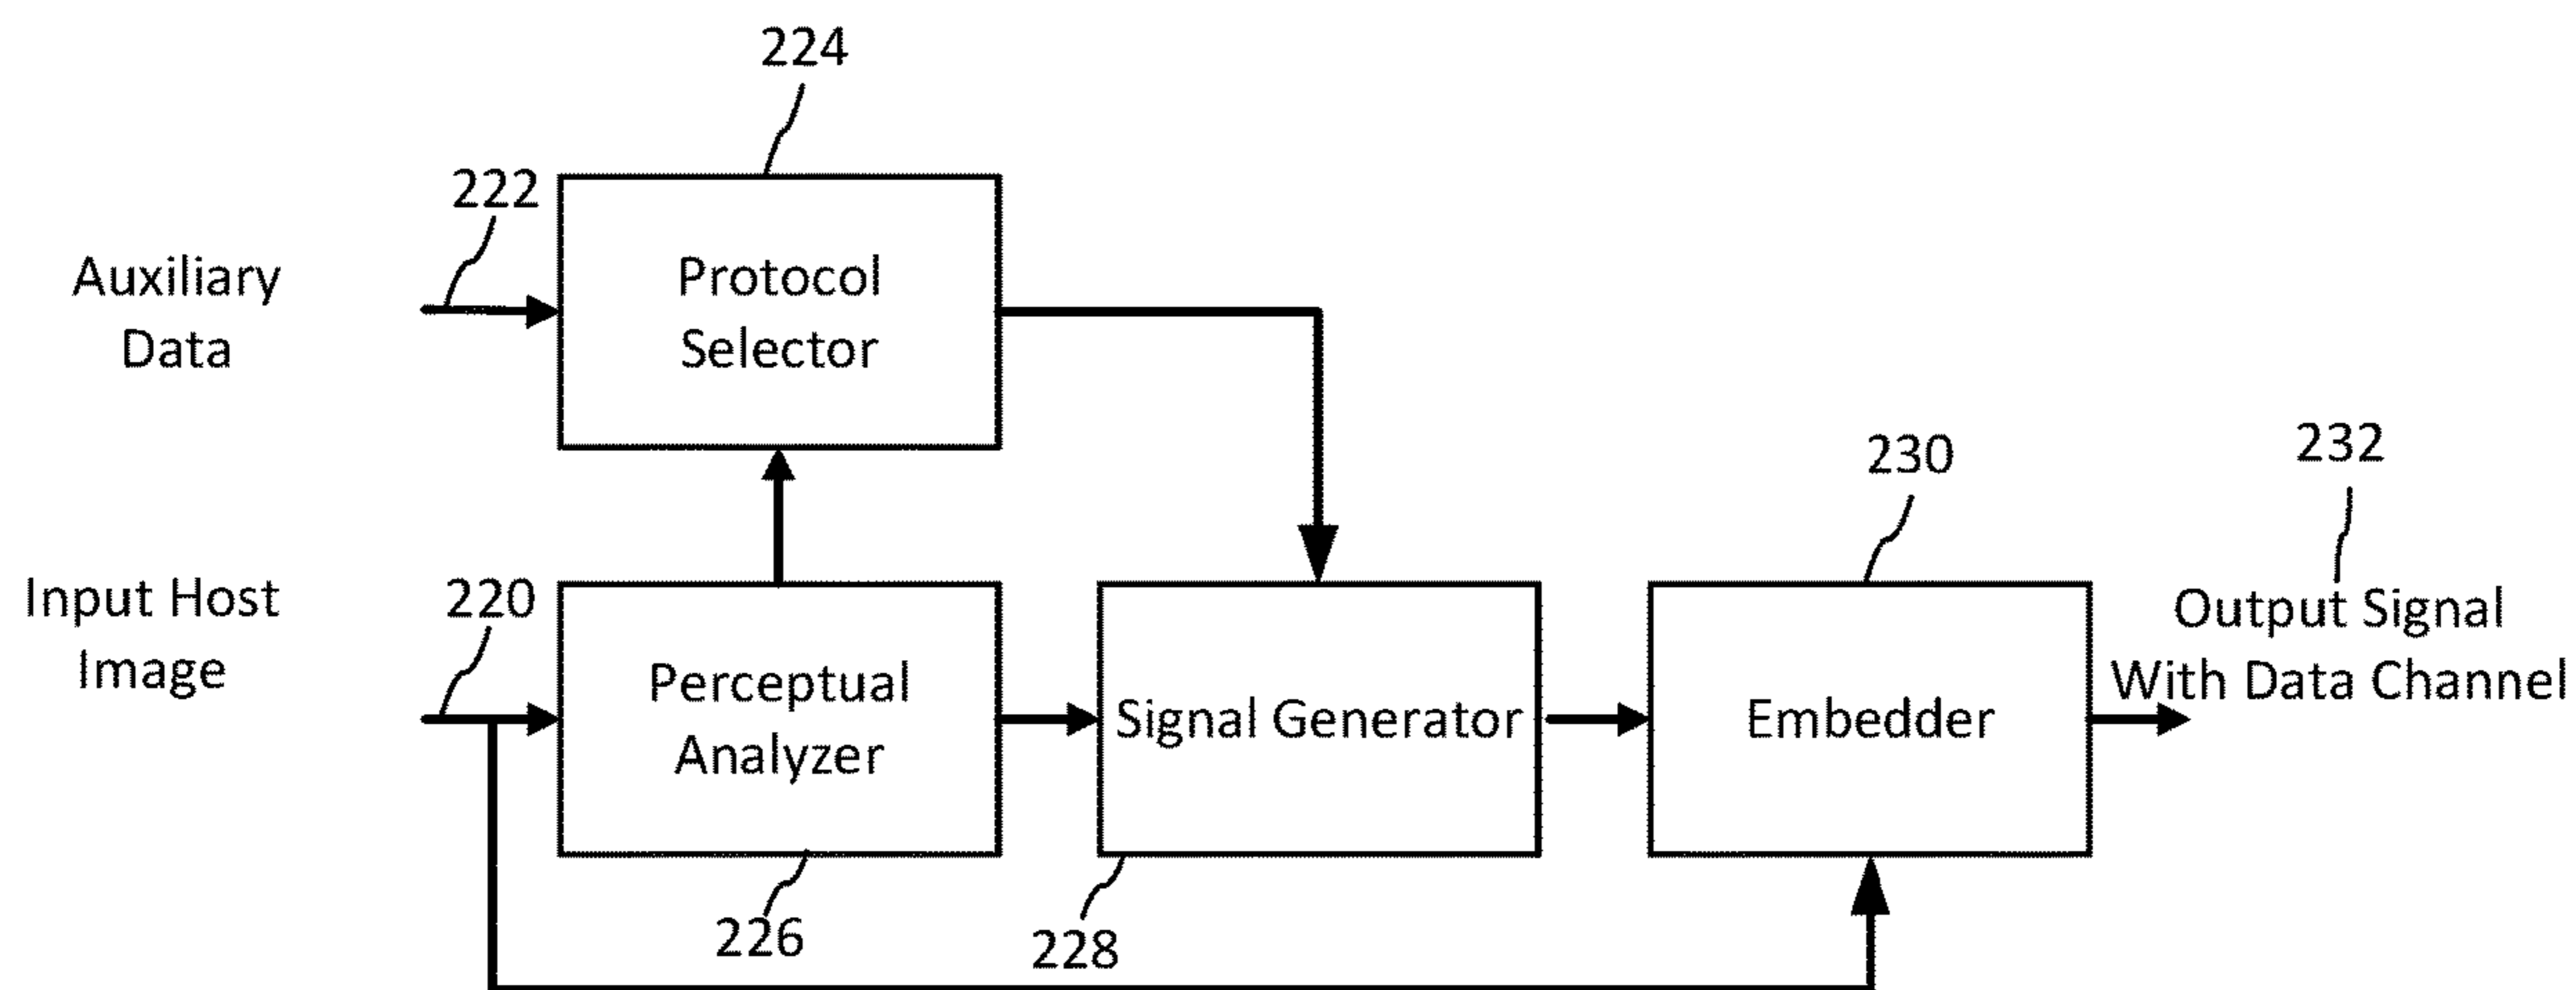 224
222
Auxiliary
Data
Protocol
Selector
230
232
Input Host
Image
220
Perceptual
Analyzer
Signal Generator
Embedder
Output Signal
With Data Channel
226
228